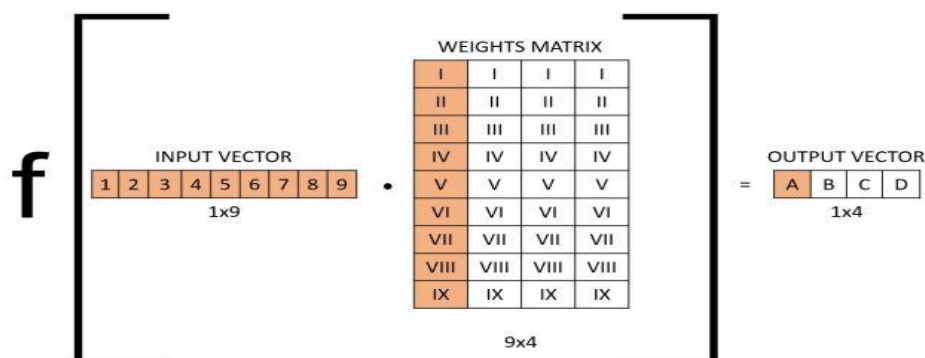 WEIGHTS MATRIX
I I I I
II II II II
III III III III
INPUT VECTOR
IV IV IV IV
OUTPUT VECTOR
f
1 2 3 4 5 6 7 8 9
•
V V V V
=
A B C D
1x9
VI VI VI VI
1x4
VII VII VII VII
VIII VIII VIII VIII
IX IX IX IX
9x4